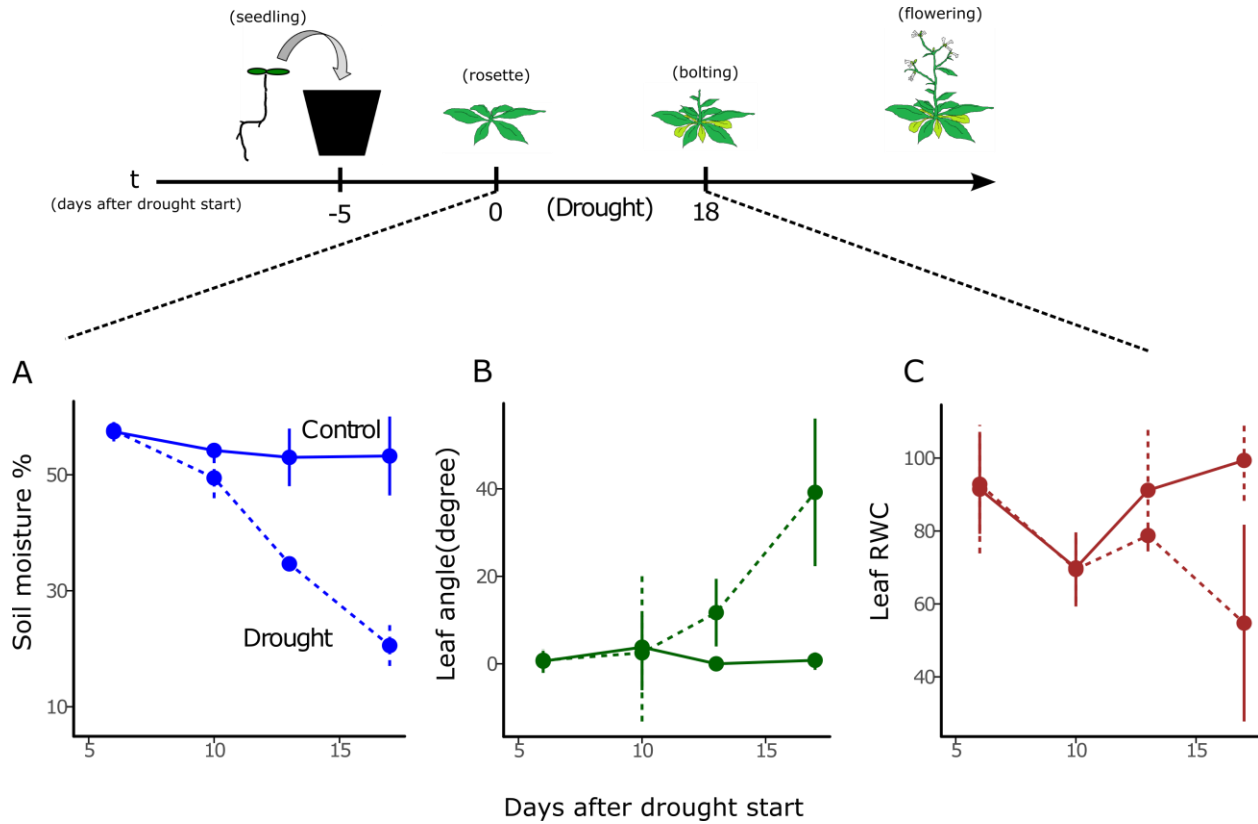 (seedling)
(rosette)
(bolting)
(flowering)
t
(days after drought start)
-5
0
(Drought)
18
A
Soil moisture %
50
30
10
Control
Drought
5
10
15
B
Leaf angle(degree)
40
20
0
5
10
15
C
Leaf RWC
100
80
60
40
5
10
15
Days after drought start